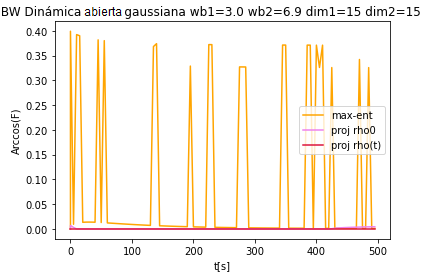 BW Dinámica abierta gaussiana wb1=3.0 wb2=6.9 dim1=15 dim2=15
0.40
0.35
0.30
0.25
0.20
0.15
0.10
0.05
0.00
Arccos(F)
max-ent
proj rho0
proj rho(t)
0 100 200 300 400 500
t[s]